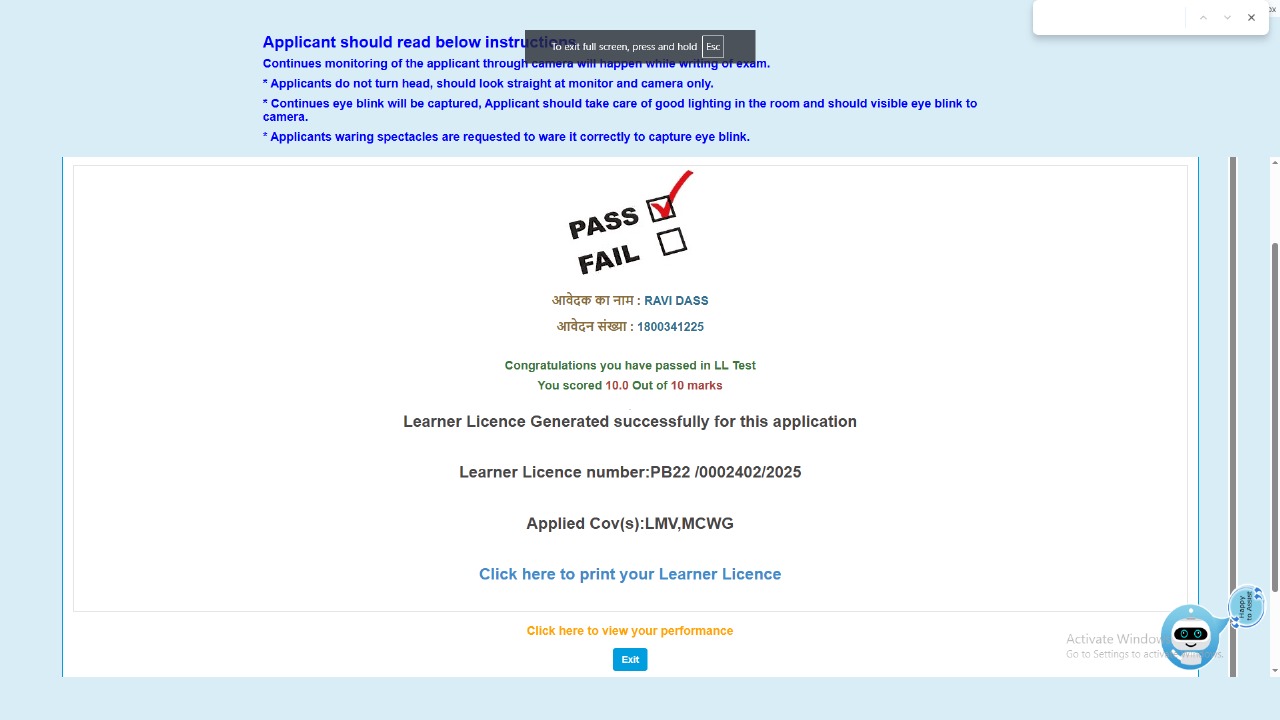 Applicant should read below instructions
To exit full screen, press and hold Esc
Continues monitoring of the applicant through camera will happen while writing of exam.
* Applicants do not turn head, should look straight at monitor and camera only.
* Continues eye blink will be captured, Applicant should take care of good lighting in the room and should visible eye blink to
camera.
* Applicants waring spectacles are requested to ware it correctly to capture eye blink.
PASS
FAIL
आवेदक का नाम : RAVI DASS
आवेदन संख्या : 1800341225
Congratulations you have passed in LL Test
You scored 10.0 Out of 10 marks
Learner Licence Generated successfully for this application
Learner Licence number:PB22 /0002402/2025
Applied Cov(s):LMV,MCWG
Click here to print your Learner Licence
Happy
to Assist
Click here to view your performance
Activate Windows
Go to Settings to activate Windows.
Exit